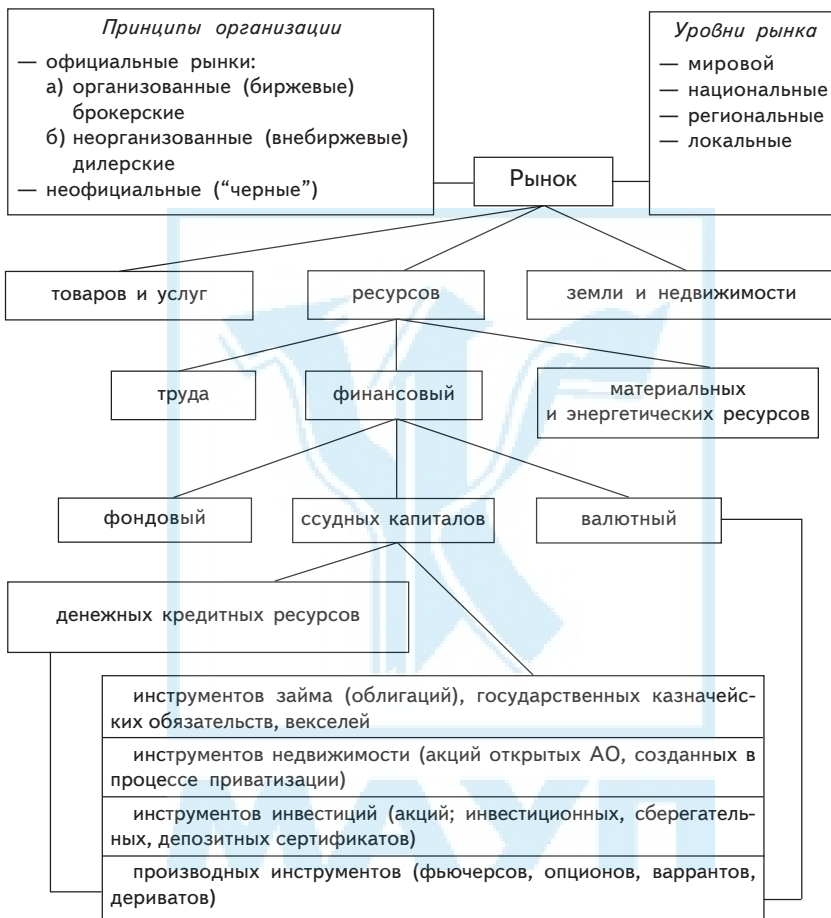 Принципы организации
— официальные рынки:
а) организованные (биржевые)
брокерские
б) неорганизованные (внебиржевые)
дилерские
— неофициальные (“черные”)
Уровни рынка
— мировой
— национальные
— региональные
— локальные
Рынок
товаров и услуг
ресурсов
земли и недвижимости
труда
финансовый
материальных
и энергетических ресурсов
фондовый
ссудных капиталов
валютный
денежных кредитных ресурсов
инструментов займа (облигаций), государственных казначей-
ских обязательств, векселей
инструментов недвижимости (акций открытых АО, созданных в
процессе приватизации)
инструментов инвестиций (акций; инвестиционных, сберегатель-
ных, депозитных сертификатов)
производных инструментов (фьючерсов, опционов, варрантов,
дериватов)
МАУП